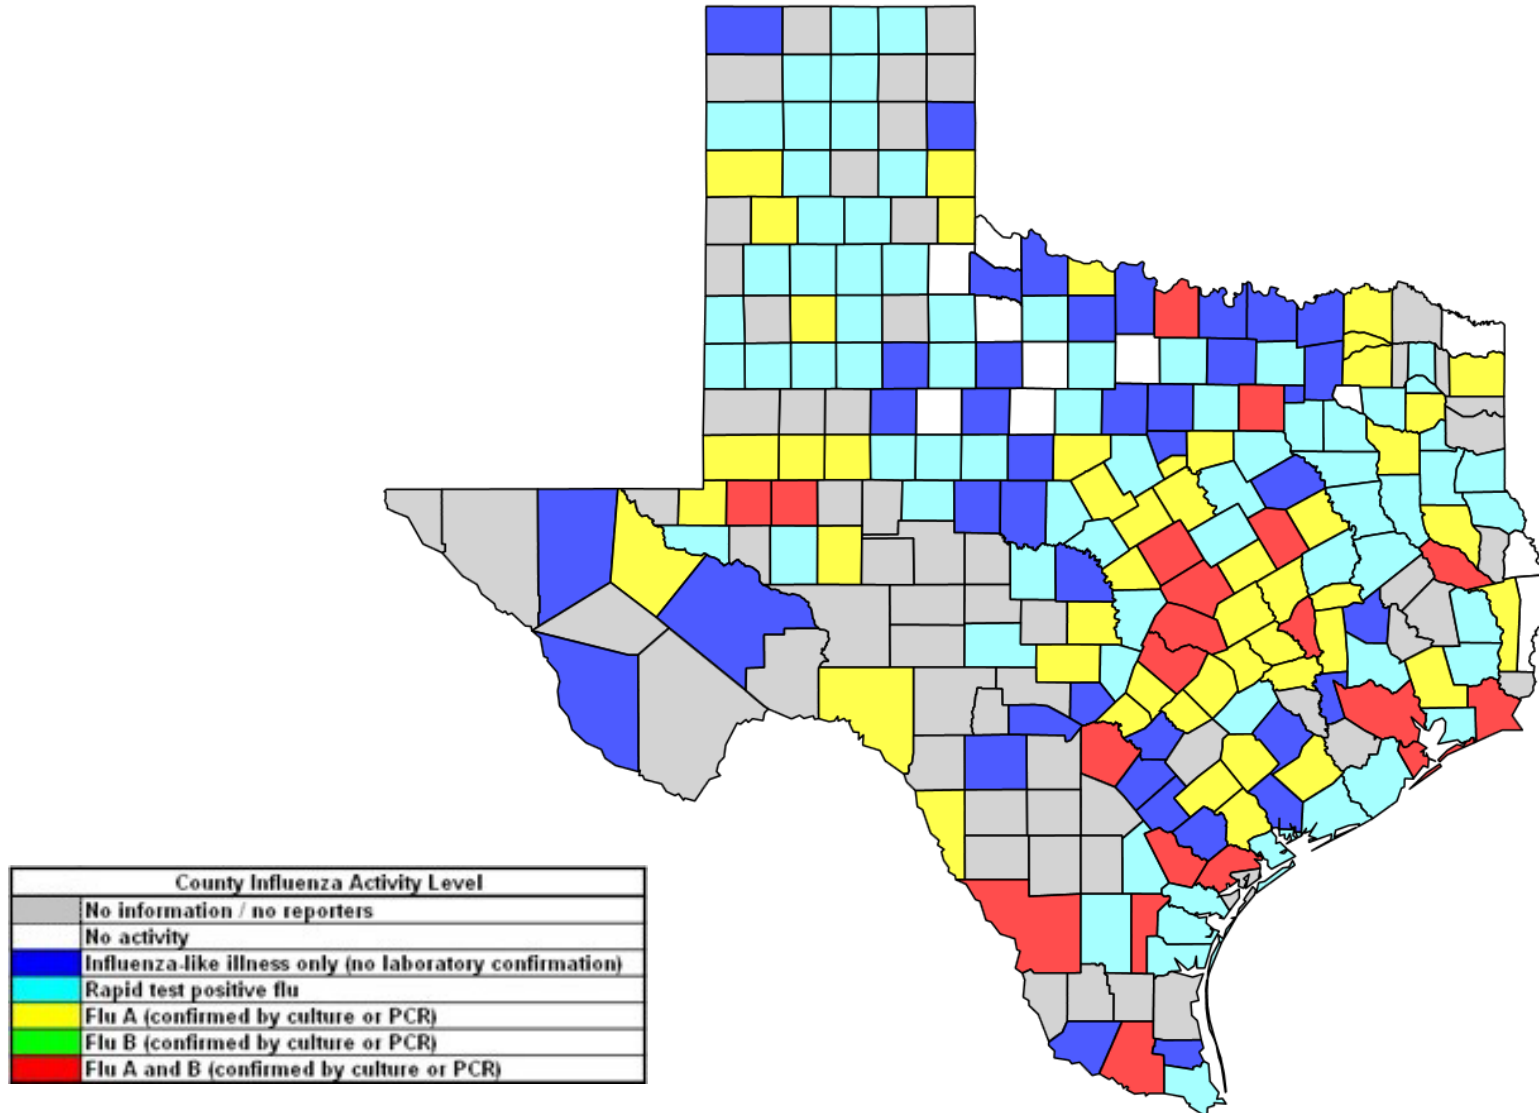 County Influenza Activity Level
No information / no reporters
No activity
Influenza-like illness only (no laboratory confirmation)
Rapid test positive flu
Flu A (confirmed by culture or PCR)
Flu B (confirmed by culture or PCR)
Flu A and B (confirmed by culture or PCR)